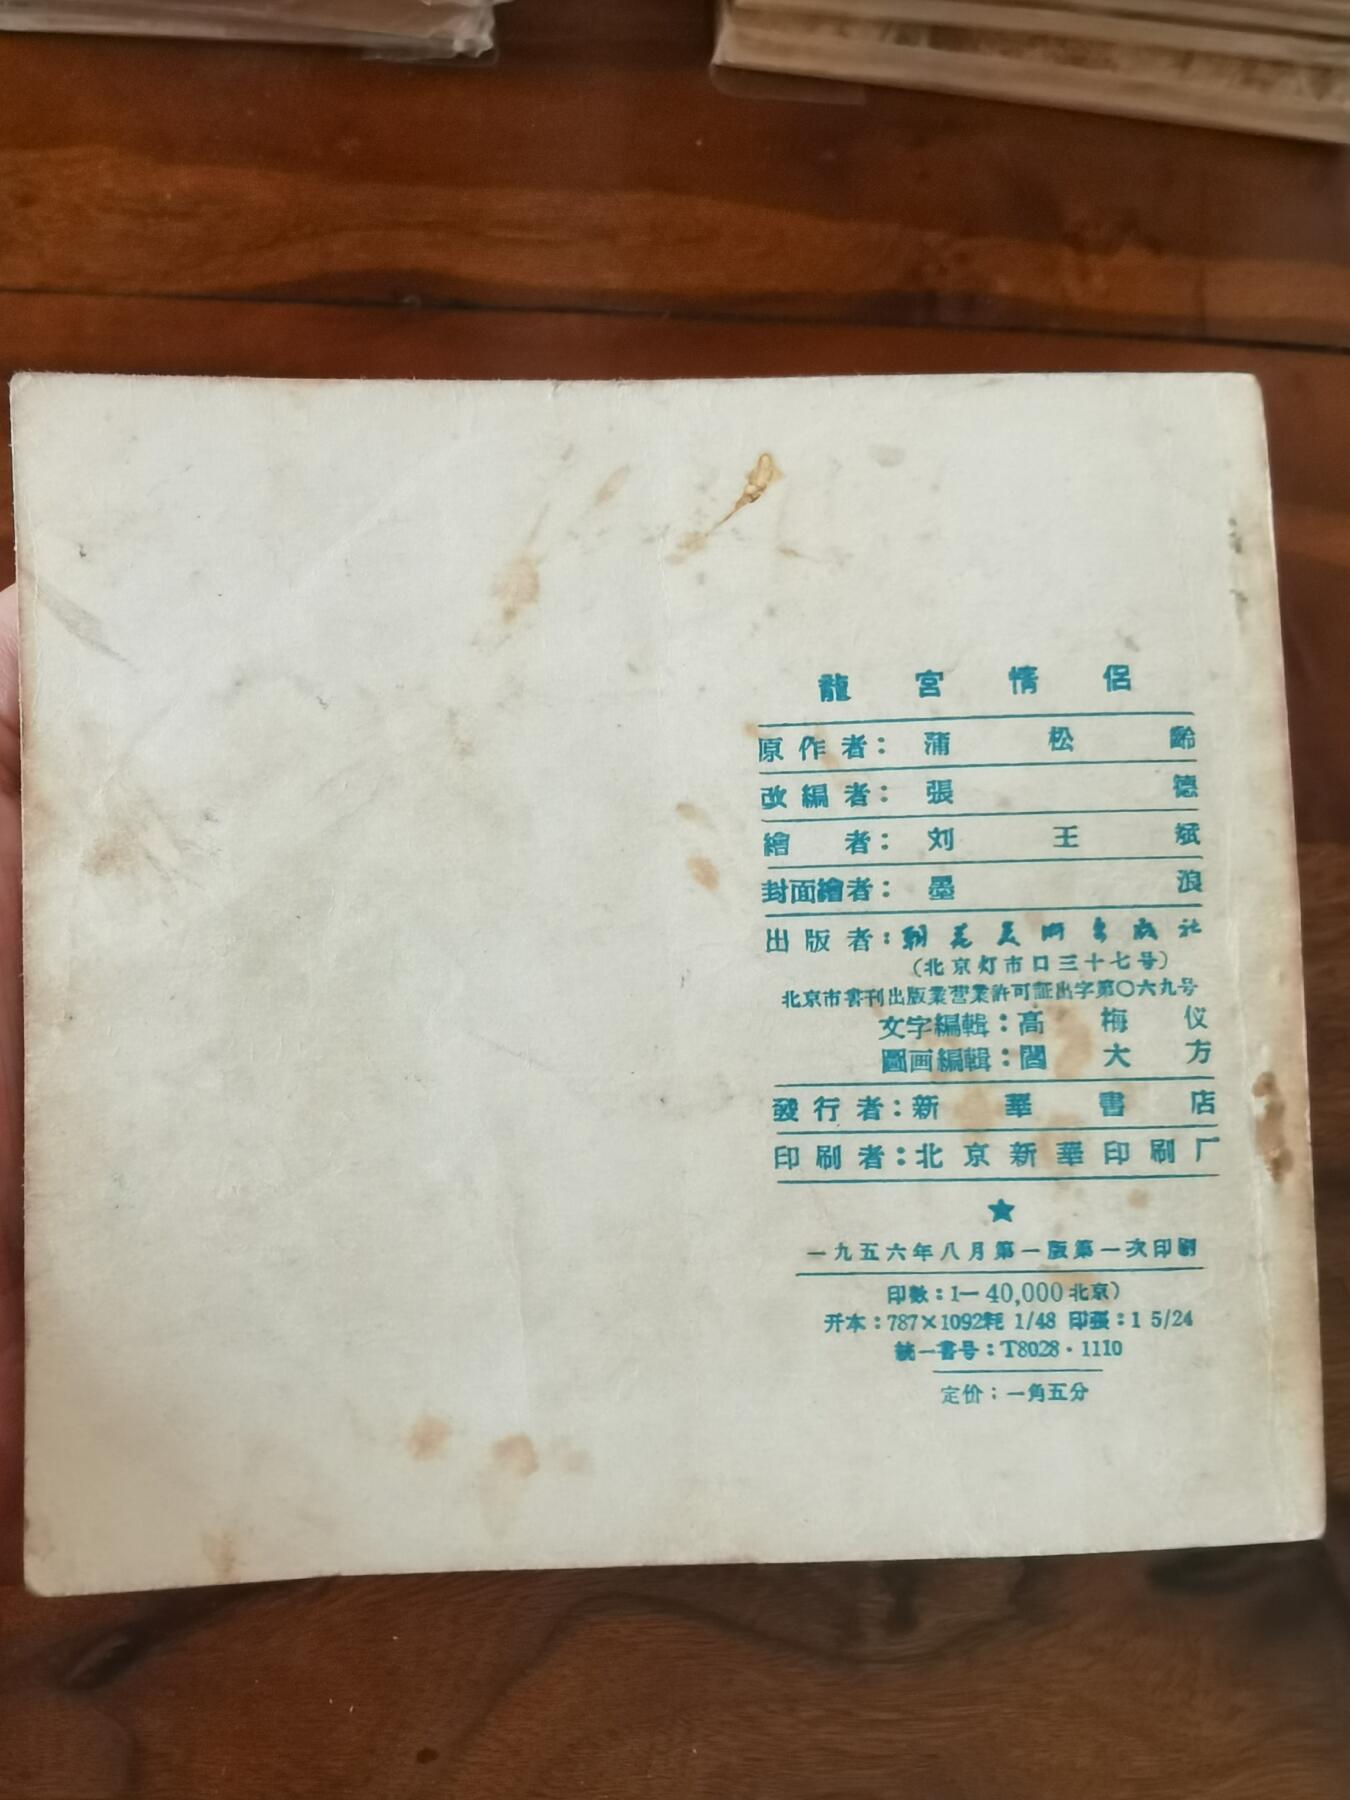 龍宮情侶
原作者：蒲松齡
改編者：張德
繪者：刘王斌
封面繪者：墨浪
出版者：朝花美術出版社
（北京灯市口三十七号）
北京市書刊出版業营業許可証出字第〇六九号
文字編輯：高梅仪
圖画編輯：閻大方
發行者：新華書店
印刷者：北京新華印刷厂
★
一九五六年八月第一版第一次印刷
印数：1—40,000 北京）
开本：787×1092耗 1/48 印張：1 5/24
統一書号：T8028·1110
定价：一角五分